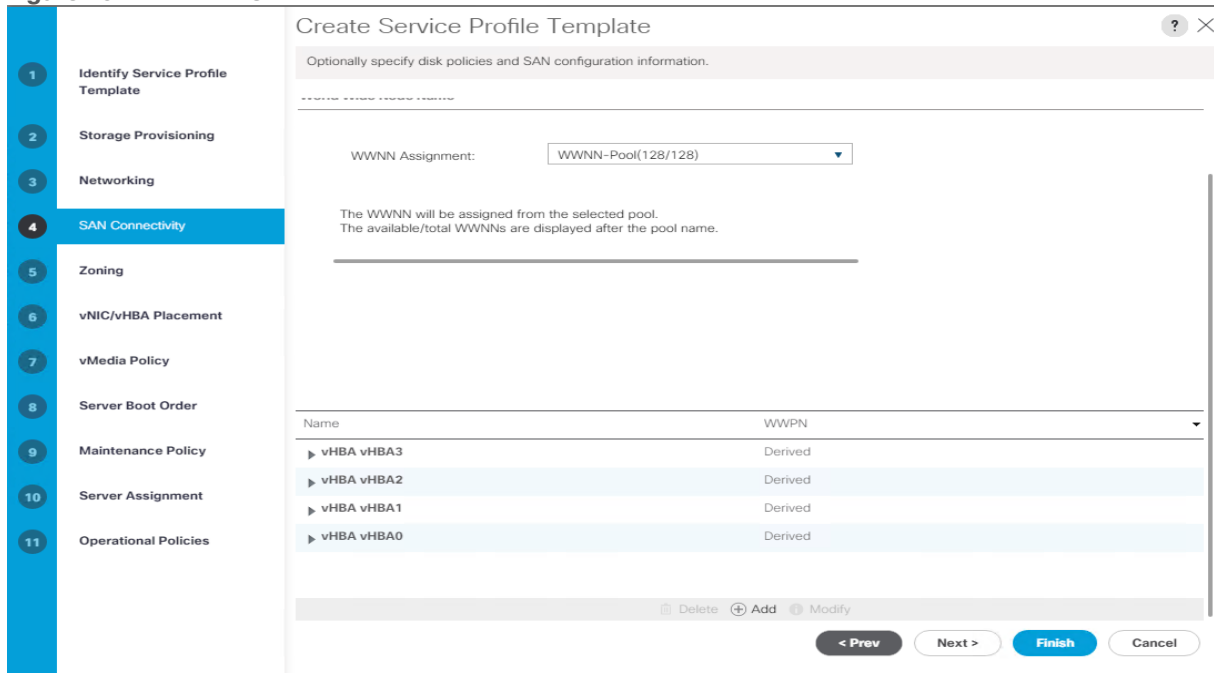 Create Service Profile Template
?
Optionally specify disk policies and SAN configuration information.
1
Identify Service Profile
Template
2
Storage Provisioning
3
Networking
4
SAN Connectivity
5
Zoning
6
vNIC/vHBA Placement
7
vMedia Policy
8
Server Boot Order
9
Maintenance Policy
10
Server Assignment
11
Operational Policies
WWNN Assignment:
WWNN-Pool(128/128)
The WWNN will be assigned from the selected pool.
The available/total WWNNs are displayed after the pool name.
Name WWPN
vHBA vHBA3 Derived
vHBA vHBA2 Derived
vHBA vHBA1 Derived
vHBA vHBA0 Derived
Delete Add Modify
< Prev Next > Finish Cancel